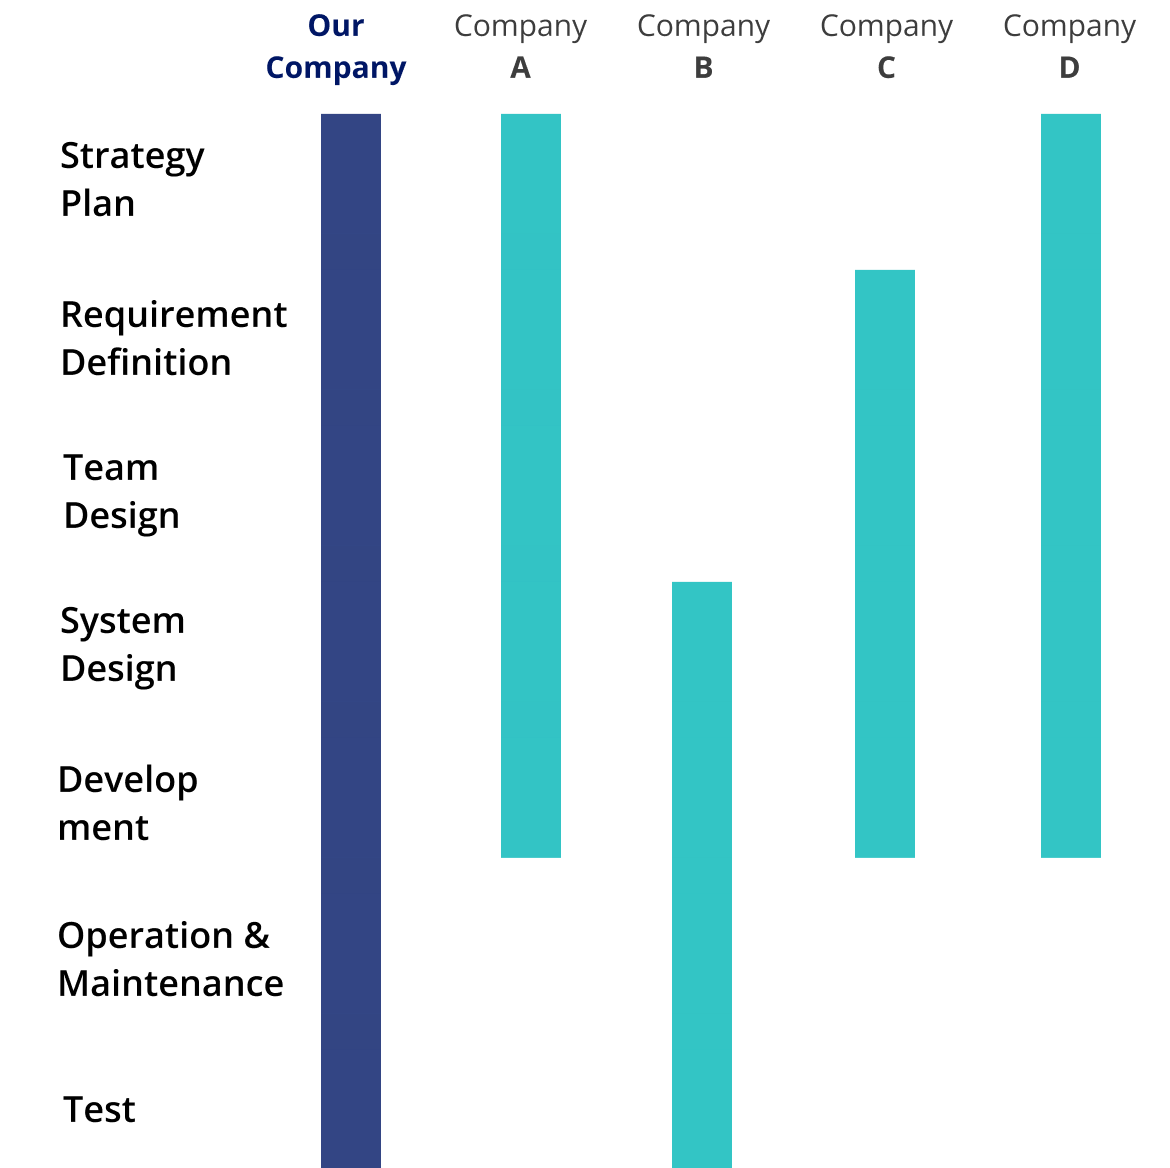 Our
Company
Company
A
Company
B
Company
C
Company
D
Strategy
Plan
Requirement
Definition
Team
Design
System
Design
Develop
ment
Operation &
Maintenance
Test